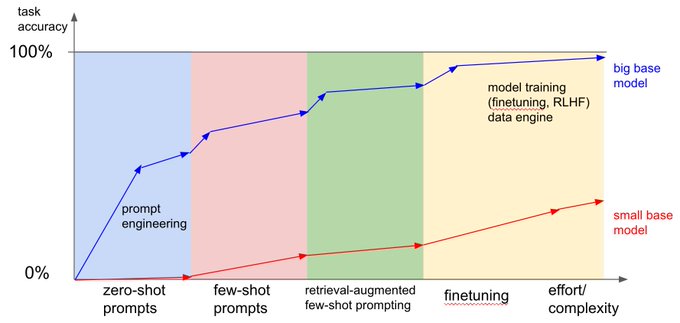 task
accuracy
100%
big base
model
model training
(finetuning, RLHF)
data engine
prompt
engineering
small base
model
0%
zero-shot
prompts
few-shot
prompts
retrieval-augmented
few-shot prompting
finetuning
effort/
complexity